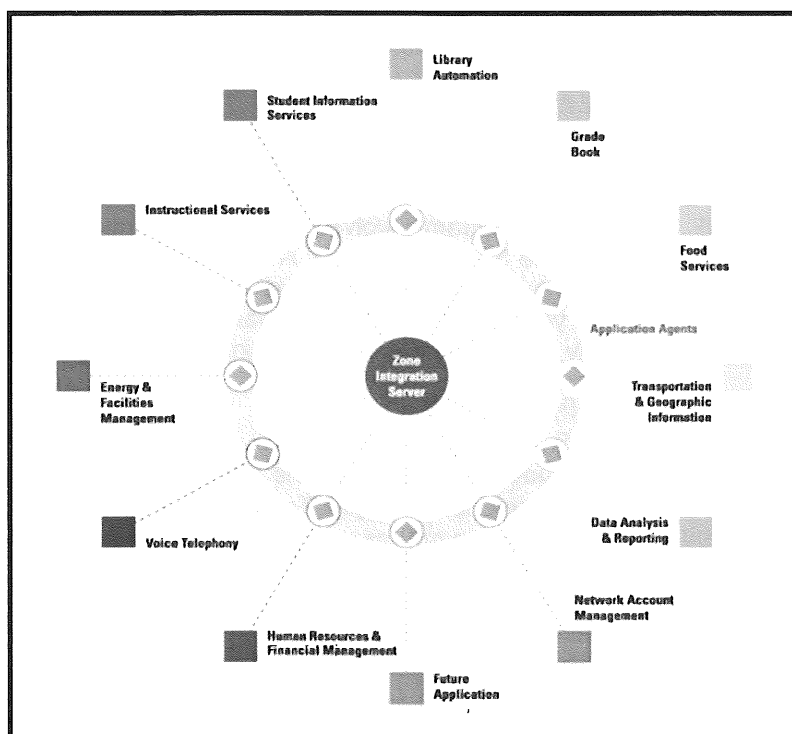 Library
Automation
Student Information
Services
Grade
Book
Instructional Services
Food
Services
Application Agents
Zone
Integration
Server
Energy &
Facilities
Management
Transportation
& Geographic
Information
Voice Telephony
Data Analysis
& Reporting
Network Account
Management
Human Resources &
Financial Management
Future
Application